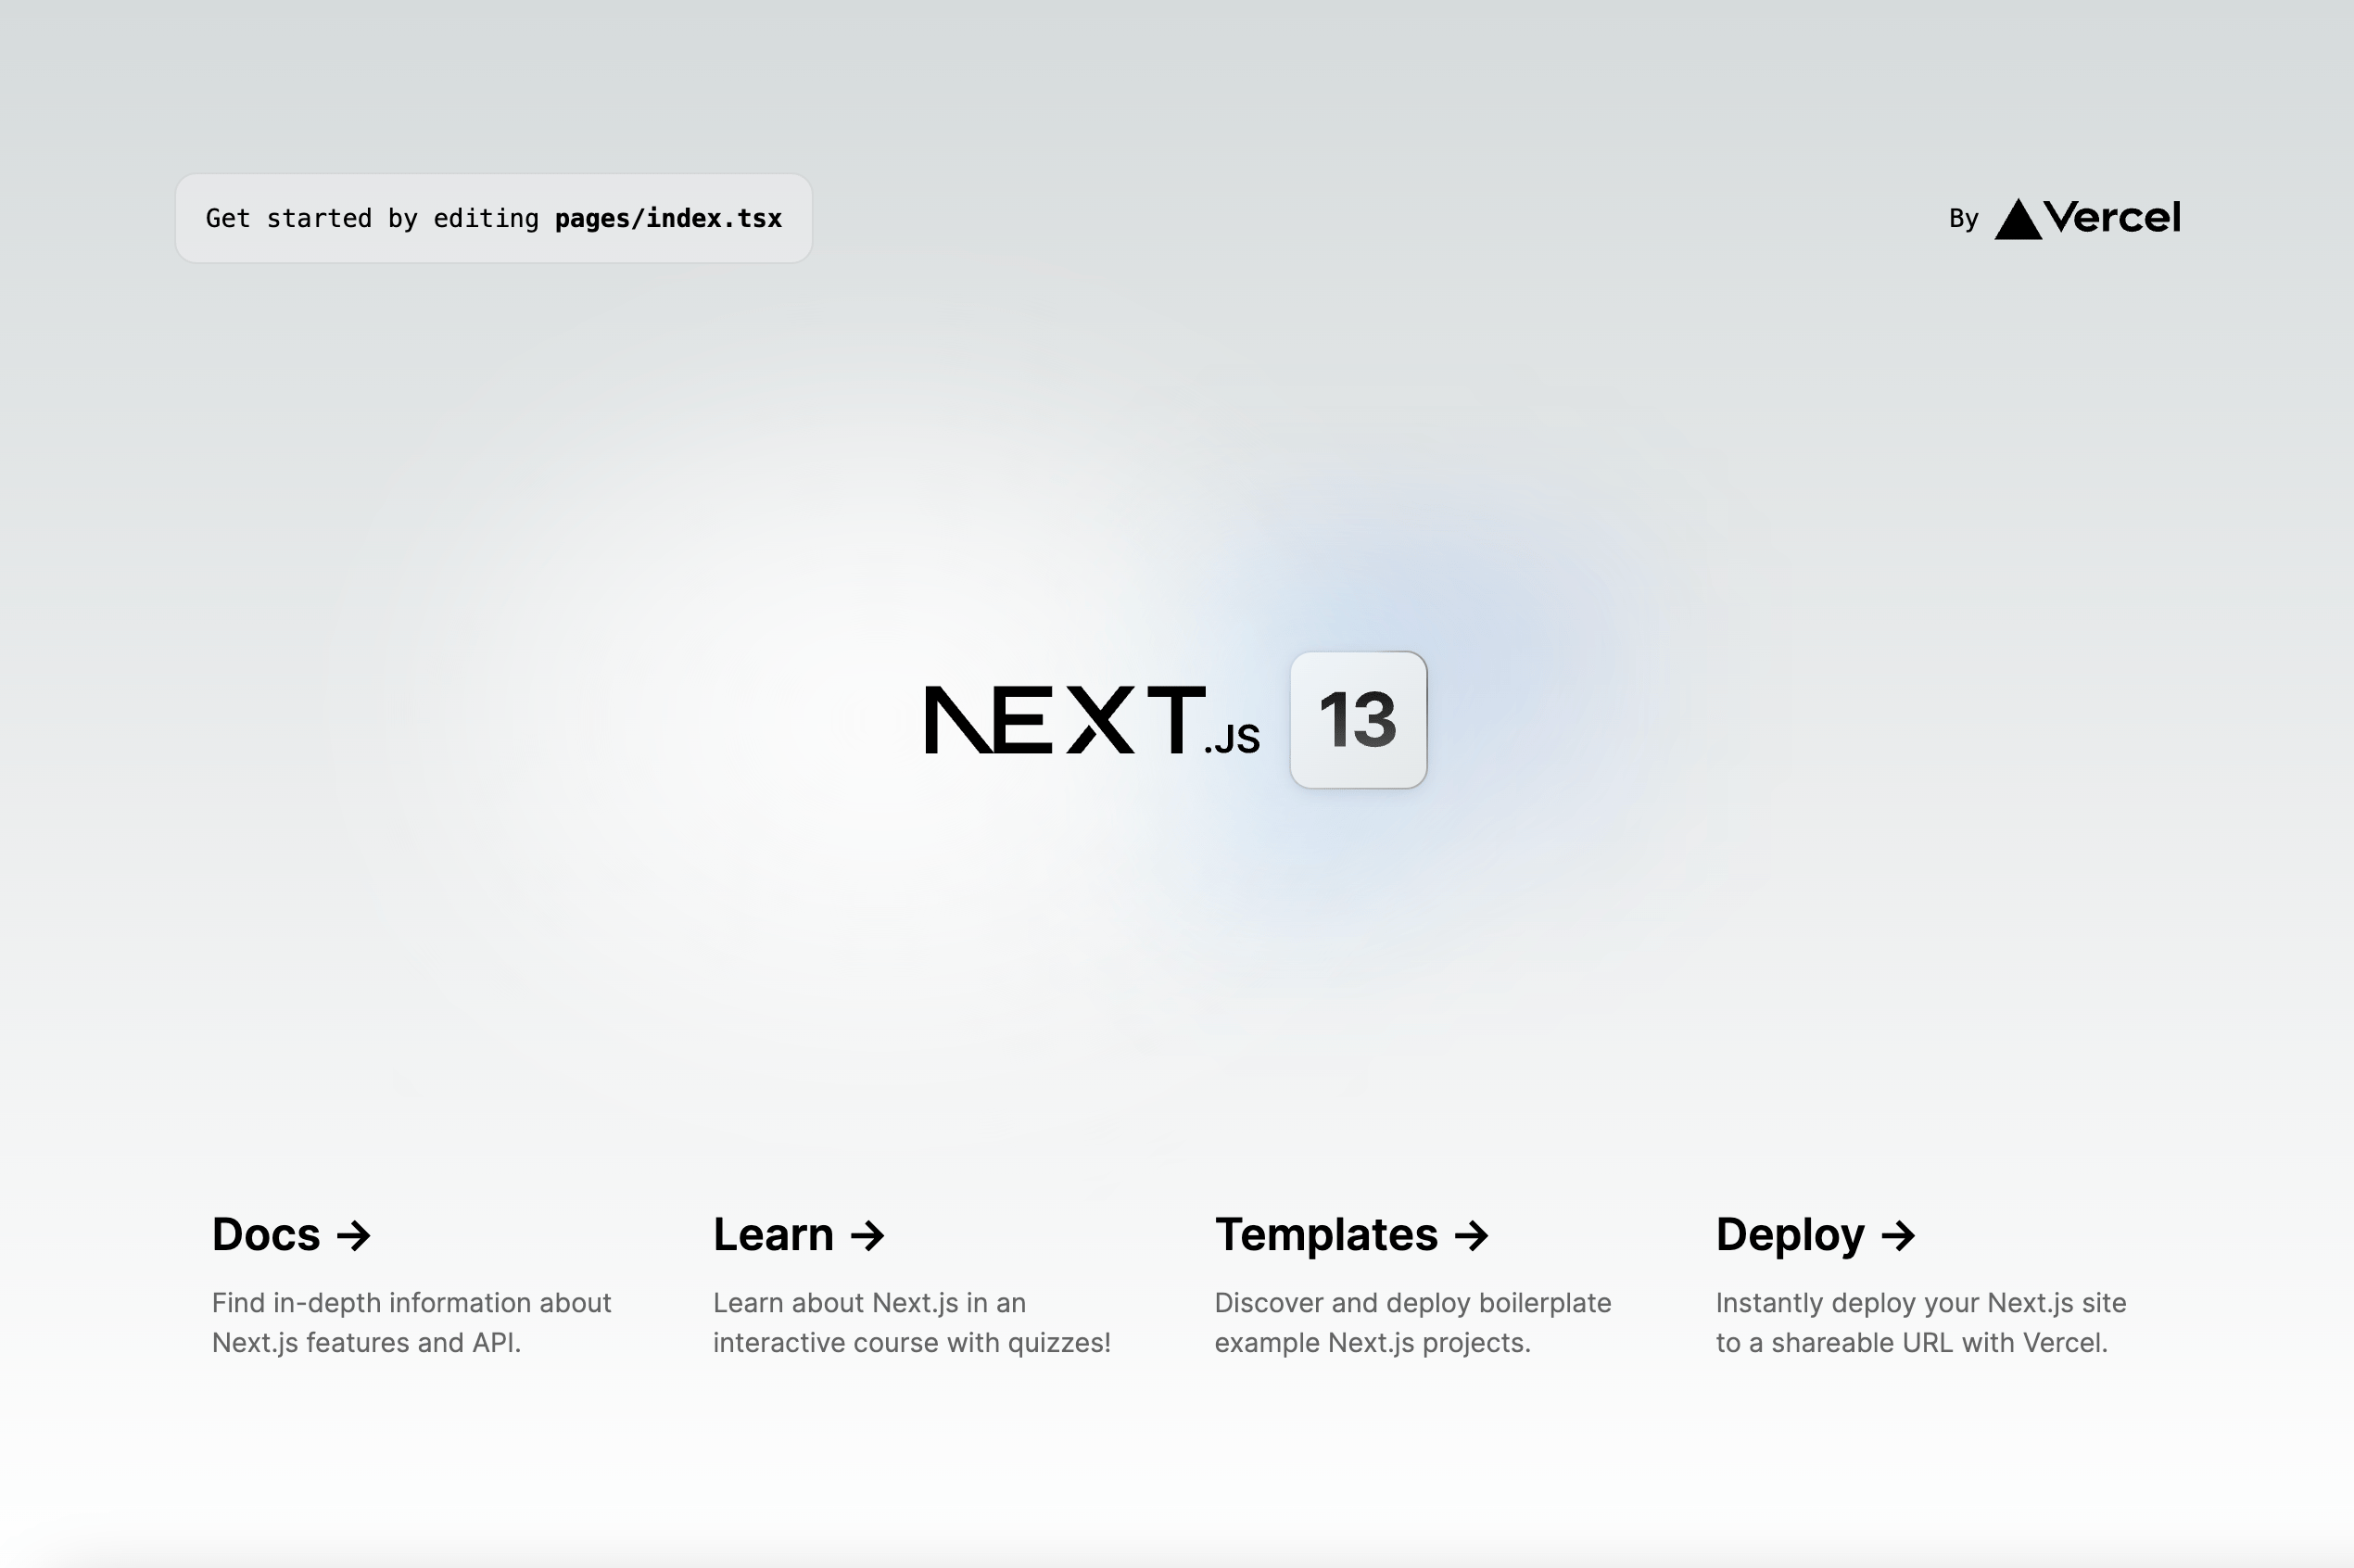 Get started by editing pages/index.tsx
By Vercel
NEXT.JS 13
Docs →
Find in-depth information about
Next.js features and API.
Learn →
Learn about Next.js in an
interactive course with quizzes!
Templates →
Discover and deploy boilerplate
example Next.js projects.
Deploy →
Instantly deploy your Next.js site
to a shareable URL with Vercel.